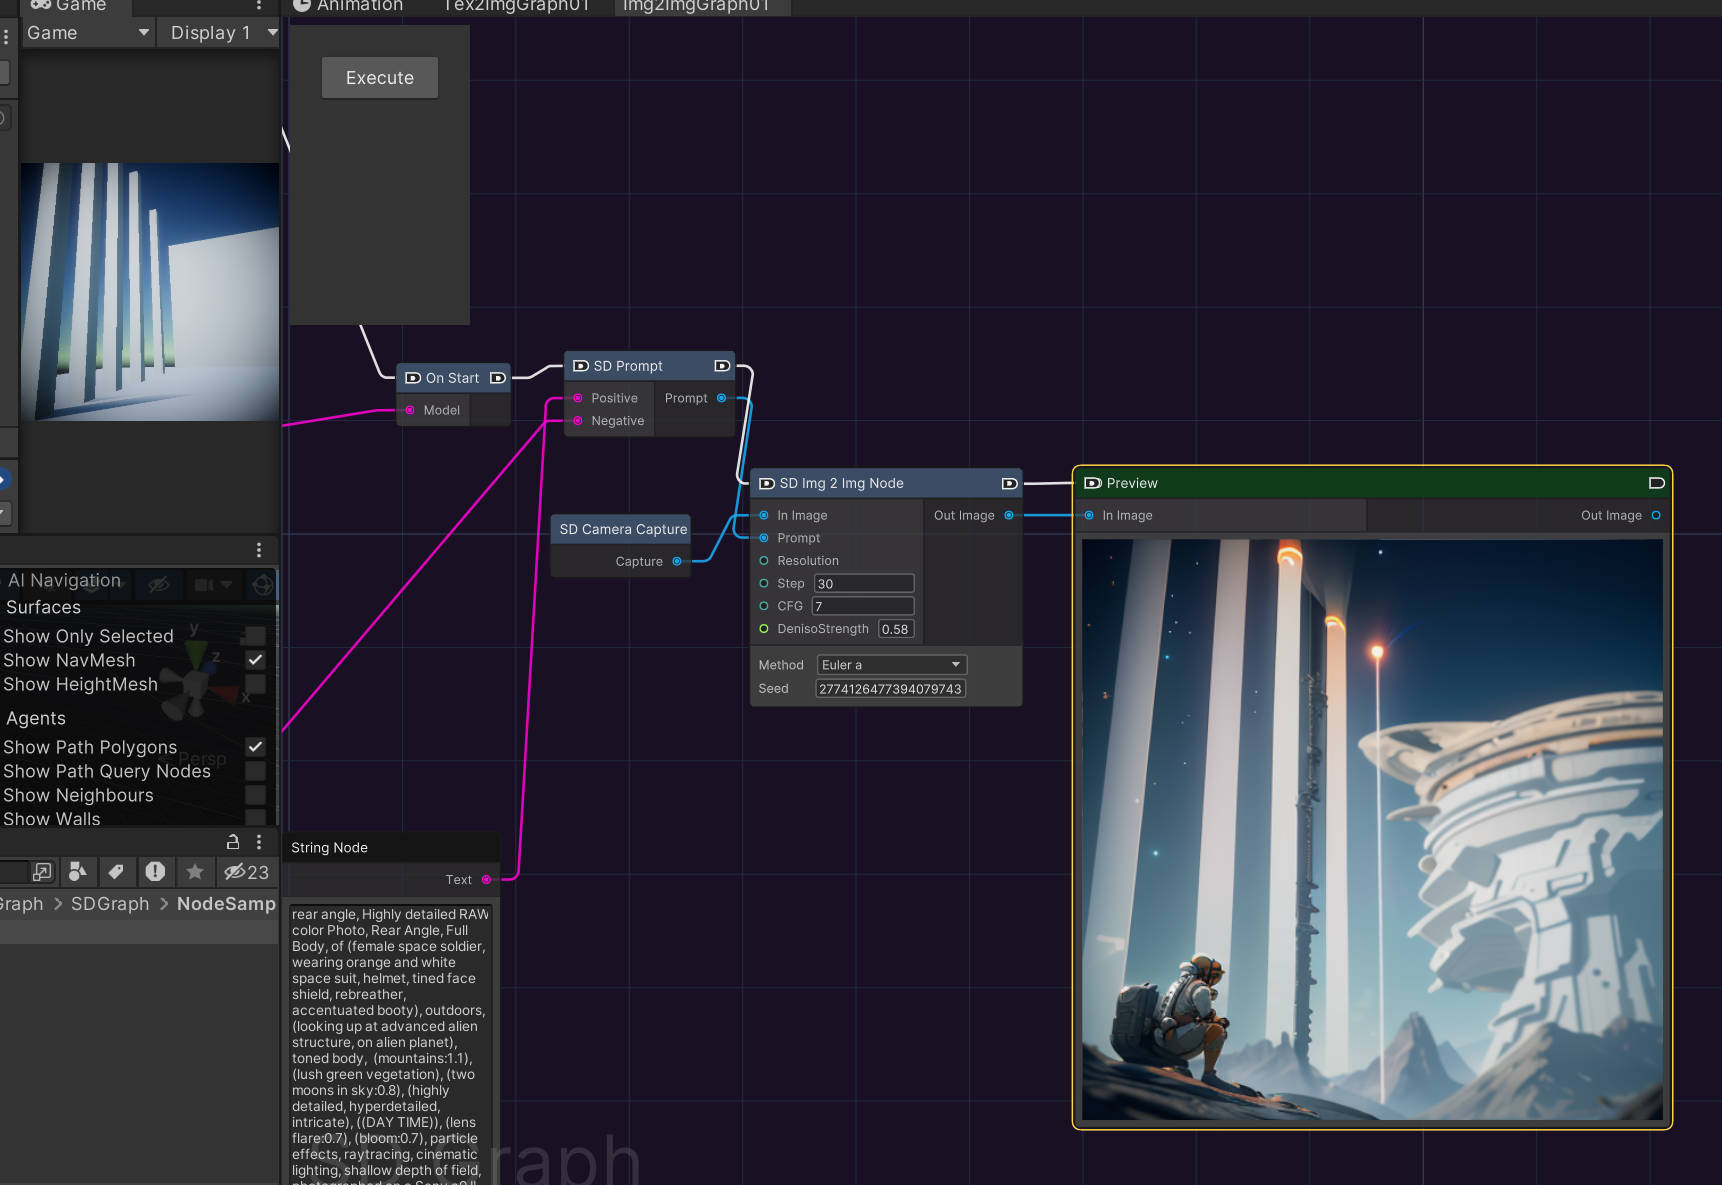 Game
Animation
Tex2ImgGraph01
Img2ImgGraph01
Game
Display 1
Execute
On Start
Model
SD Prompt
Positive
Prompt
Negative
SD Camera Capture
Capture
SD Img 2 Img Node
In Image
Out Image
Prompt
Resolution
Step
30
CFG
7
DenisoStrength
0.58
Method
Euler a
Seed
2774126477394079743
Preview
In Image
Out Image
AI Navigation
Surfaces
Show Only Selected
Show NavMesh
Show HeightMesh
Agents
Show Path Polygons
Show Path Query Nodes
Show Neighbours
Show Walls
y
z
x
Persp
23
Graph > SDGraph > NodeSamp
String Node
Text
rear angle, Highly detailed RAW
color Photo, Rear Angle, Full
Body, of (female space soldier,
wearing orange and white
space suit, helmet, tined face
shield, rebreather,
accentuated booty), outdoors,
(looking up at advanced alien
structure, on alien planet),
toned body, (mountains:1.1),
(lush green vegetation), (two
moons in sky:0.8), (highly
detailed, hyperdetailed,
intricate), ((DAY TIME)), (lens
flare:0.7), (bloom:0.7), particle
effects, raytracing, cinematic
lighting, shallow depth of field,
SD Graph